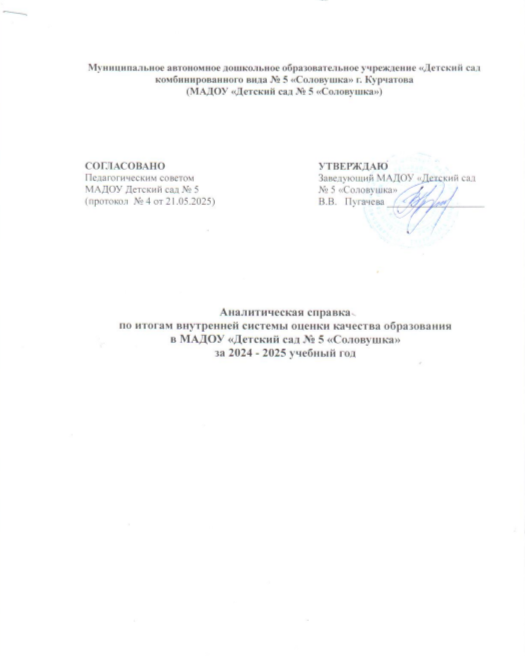 Муниципальное автономное дошкольное образовательное учреждение «Детский сад
комбинированного вида № 5 «Соловушка» г. Курчатова
(МАДОУ «Детский сад № 5 «Соловушка»)
СОГЛАСОВАНО
Педагогическим советом
МАДОУ Детский сад № 5
(протокол № 4 от 21.05.2025)
УТВЕРЖДАЮ
Заведующий МАДОУ «Детский сад
№ 5 «Соловушка»
В.В. Пугачева
Аналитическая справка
по итогам внутренней системы оценки качества образования
в МАДОУ «Детский сад № 5 «Соловушка»
за 2024 - 2025 учебный год